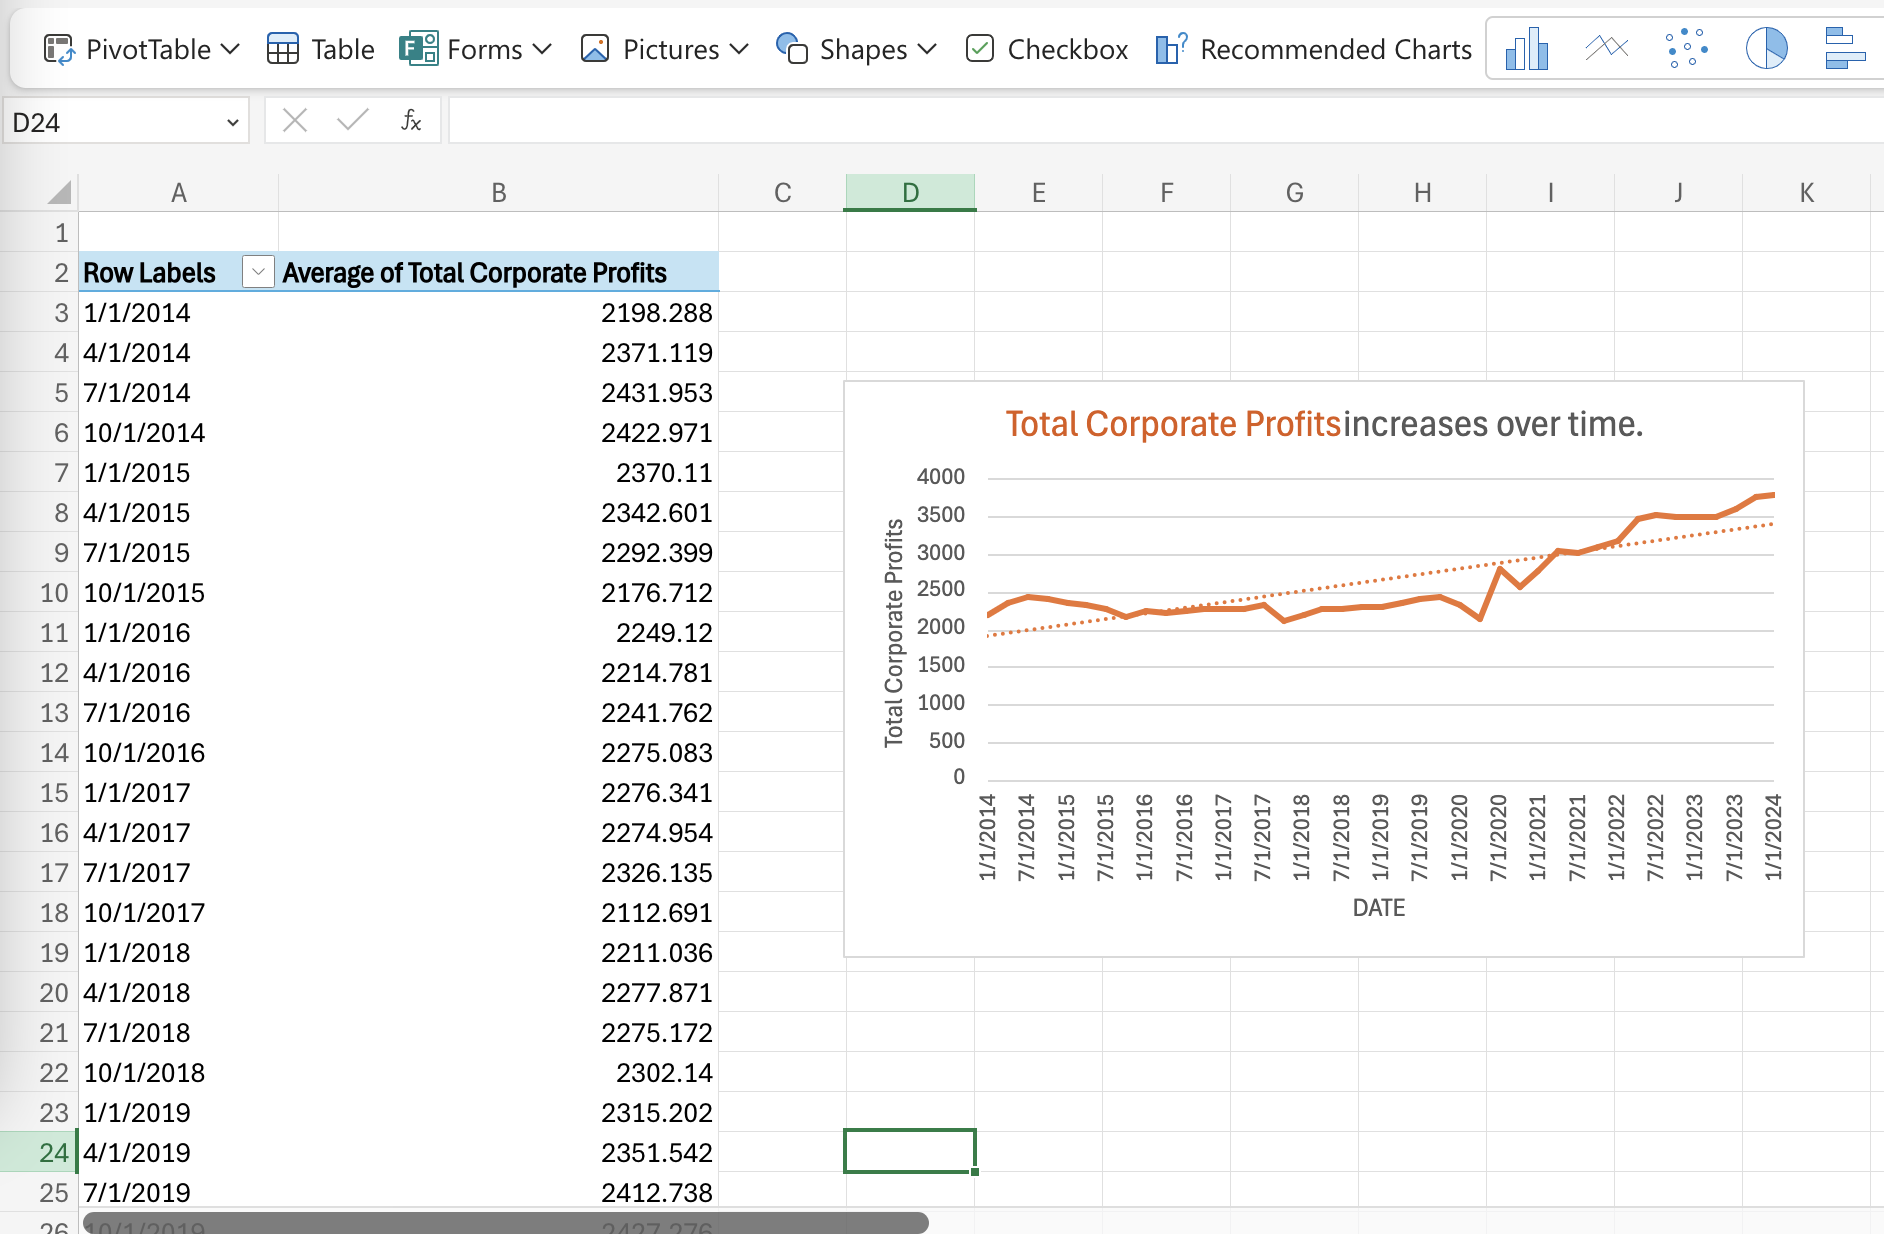 PivotTable Table Forms Pictures Shapes Checkbox Recommended Charts
D24 fx
A B C D E F G H I J K
1
2 Row Labels Average of Total Corporate Profits
3 1/1/2014 2198.288
4 4/1/2014 2371.119
5 7/1/2014 2431.953
6 10/1/2014 2422.971
7 1/1/2015 2370.11
8 4/1/2015 2342.601
9 7/1/2015 2292.399
10 10/1/2015 2176.712
11 1/1/2016 2249.12
12 4/1/2016 2214.781
13 7/1/2016 2241.762
14 10/1/2016 2275.083
15 1/1/2017 2276.341
16 4/1/2017 2274.954
17 7/1/2017 2326.135
18 10/1/2017 2112.691
19 1/1/2018 2211.036
20 4/1/2018 2277.871
21 7/1/2018 2275.172
22 10/1/2018 2302.14
23 1/1/2019 2315.202
24 4/1/2019 2351.542
25 7/1/2019 2412.738
26 10/1/2019 2427.276
Total Corporate Profitsincreases over time.
Total Corporate Profits
4000
3500
3000
2500
2000
1500
1000
500
0
1/1/2014
7/1/2014
1/1/2015
7/1/2015
1/1/2016
7/1/2016
1/1/2017
7/1/2017
1/1/2018
7/1/2018
1/1/2019
7/1/2019
1/1/2020
7/1/2020
1/1/2021
7/1/2021
1/1/2022
7/1/2022
1/1/2023
7/1/2023
1/1/2024
DATE